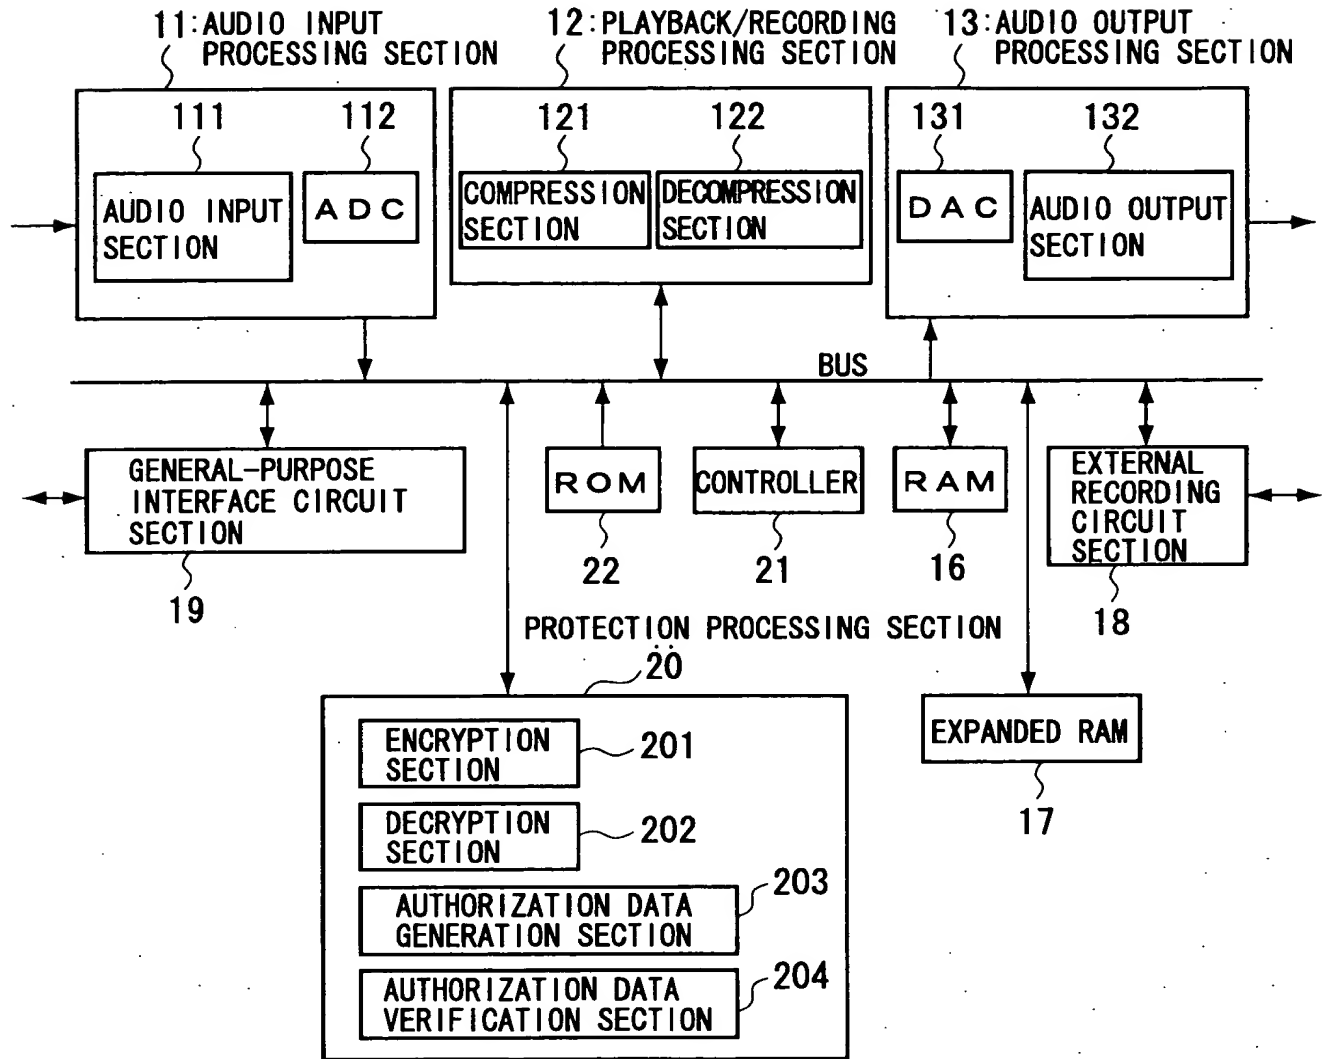 11:AUDIO INPUT
PROCESSING SECTION
12:PLAYBACK/RECORDING
PROCESSING SECTION
13:AUDIO OUTPUT
PROCESSING SECTION
111
112
121
122
131
132
AUDIO INPUT
SECTION
ADC
COMPRESSION
SECTION
DECOMPRESSION
SECTION
DAC
AUDIO OUTPUT
SECTION
BUS
GENERAL-PURPOSE
INTERFACE CIRCUIT
SECTION
19
ROM
22
CONTROLLER
21
RAM
16
EXTERNAL
RECORDING
CIRCUIT
SECTION
18
PROTECTION PROCESSING SECTION
:
20
ENCRYPTION
SECTION
201
DECRYPTION
SECTION
202
AUTHORIZATION DATA
GENERATION SECTION
203
AUTHORIZATION DATA
VERIFICATION SECTION
204
EXPANDED RAM
17